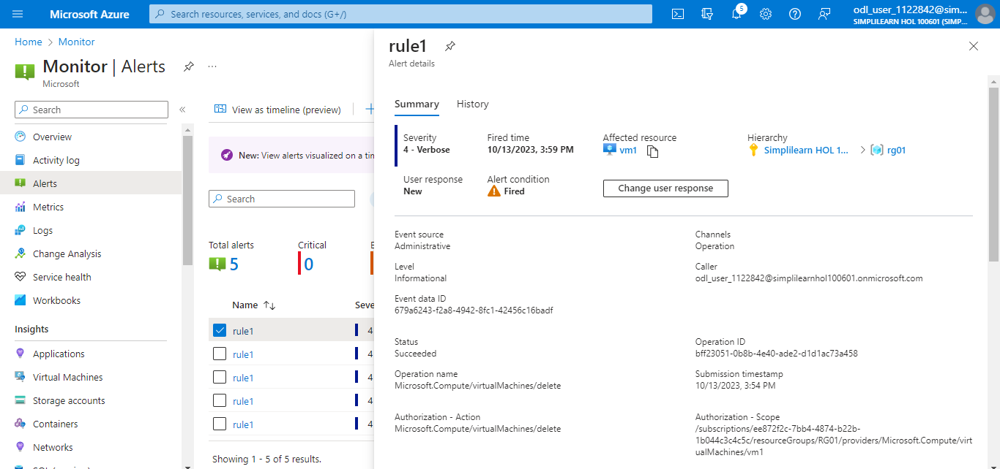 Microsoft Azure
Search resources, services, and docs (G+/)
5
odl_user_1122842@sim...
SIMPLILEARN HOL 100601 (SIMP...
Home > Monitor
Monitor | Alerts
...
Microsoft
Search
«
Overview
Activity log
Alerts
Metrics
Logs
Change Analysis
Service health
Workbooks
Insights
Applications
Virtual Machines
Storage accounts
Containers
Networks
View as timeline (preview)
New: View alerts visualized on a tim
Search
Total alerts
5
Critical
0
Name ↑↓
Seve
rule1
4
rule1
4
rule1
4
rule1
4
rule1
4
Showing 1 - 5 of 5 results.
rule1
Alert details
Summary
History
Severity
4 - Verbose
Fired time
10/13/2023, 3:59 PM
Affected resource
vm1
Hierarchy
Simplilearn HOL 1... > rg01
User response
New
Alert condition
Fired
Change user response
Event source
Administrative
Channels
Operation
Level
Informational
Caller
odl_user_1122842@simplilearnhol100601.onmicrosoft.com
Event data ID
679a6243-f2a8-4942-8fc1-42456c16badf
Status
Succeeded
Operation ID
bff23051-0b8b-4e40-ade2-d1d1ac73a458
Operation name
Microsoft.Compute/virtualMachines/delete
Submission timestamp
10/13/2023, 3:54 PM
Authorization - Action
Microsoft.Compute/virtualMachines/delete
Authorization - Scope
/subscriptions/ee872f2c-7bb4-4874-b22b-
1b044c3c4c5c/resourceGroups/RG01/providers/Microsoft.Compute/virt
ualMachines/vm1